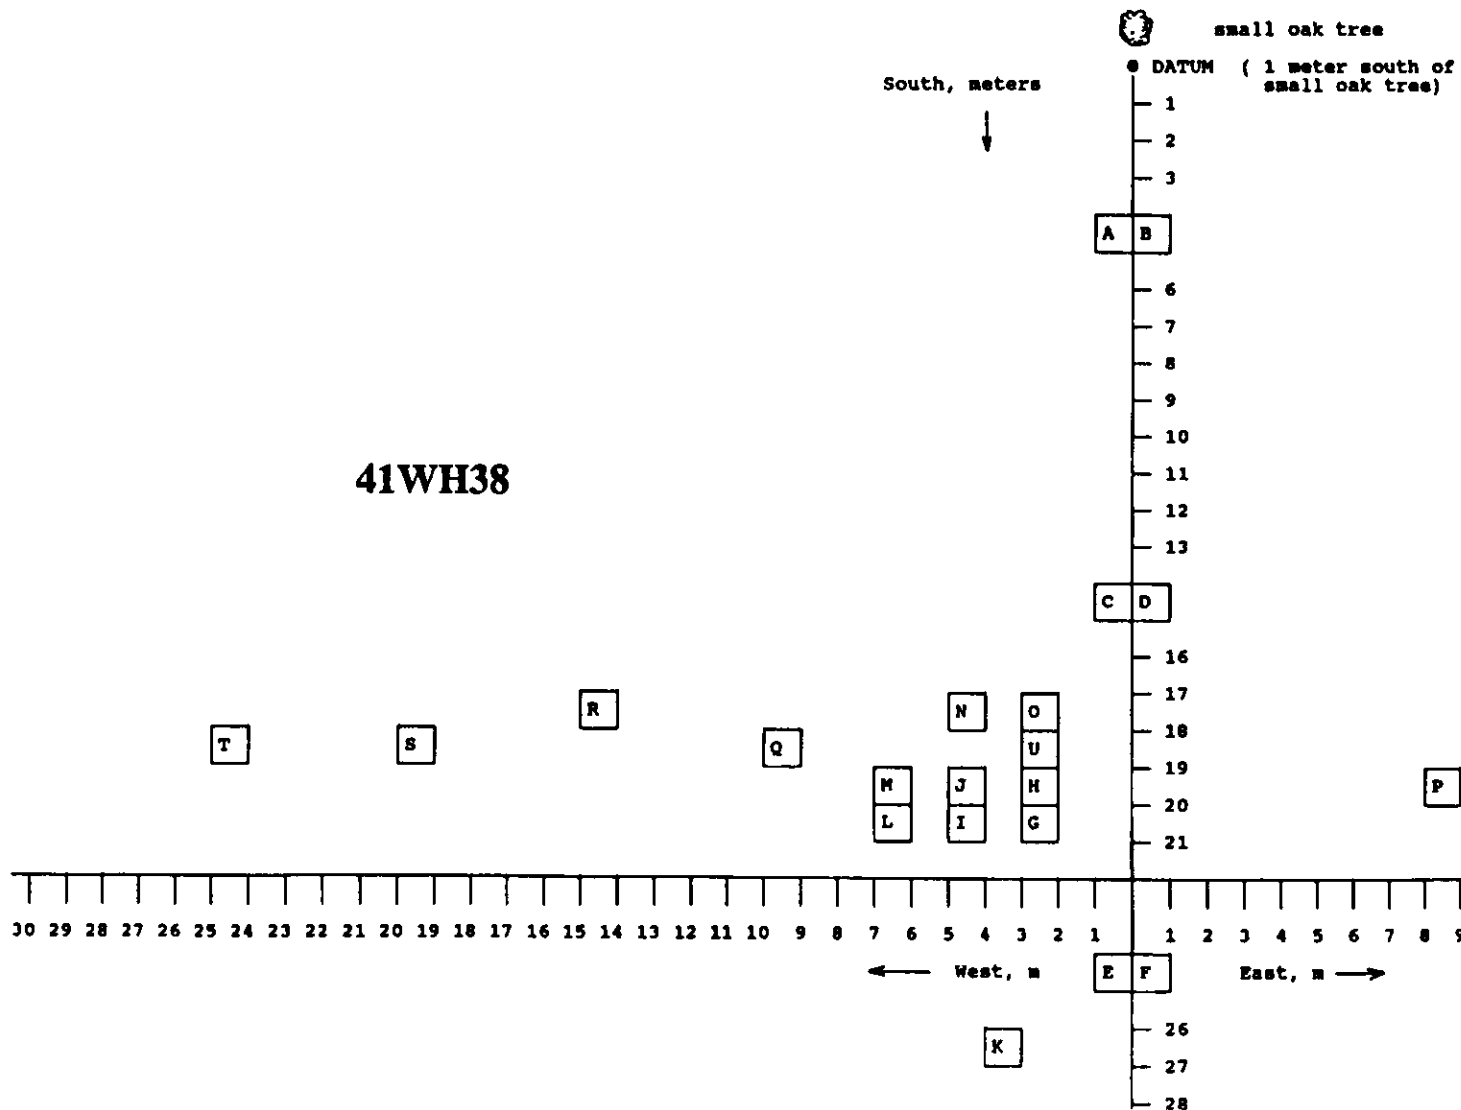 small oak tree
DATUM ( 1 meter south of
small oak tree)
South, meters
1
2
3
A B
6
7
8
9
10
11
41WH38
12
13
C D
16
R N O 17
T S Q U 18
M J H 19 P
L I G 20
21
30 29 28 27 26 25 24 23 22 21 20 19 18 17 16 15 14 13 12 11 10 9 8 7 6 5 4 3 2 1 1 2 3 4 5 6 7 8 9
West, m E F East, m
K 26
27
28